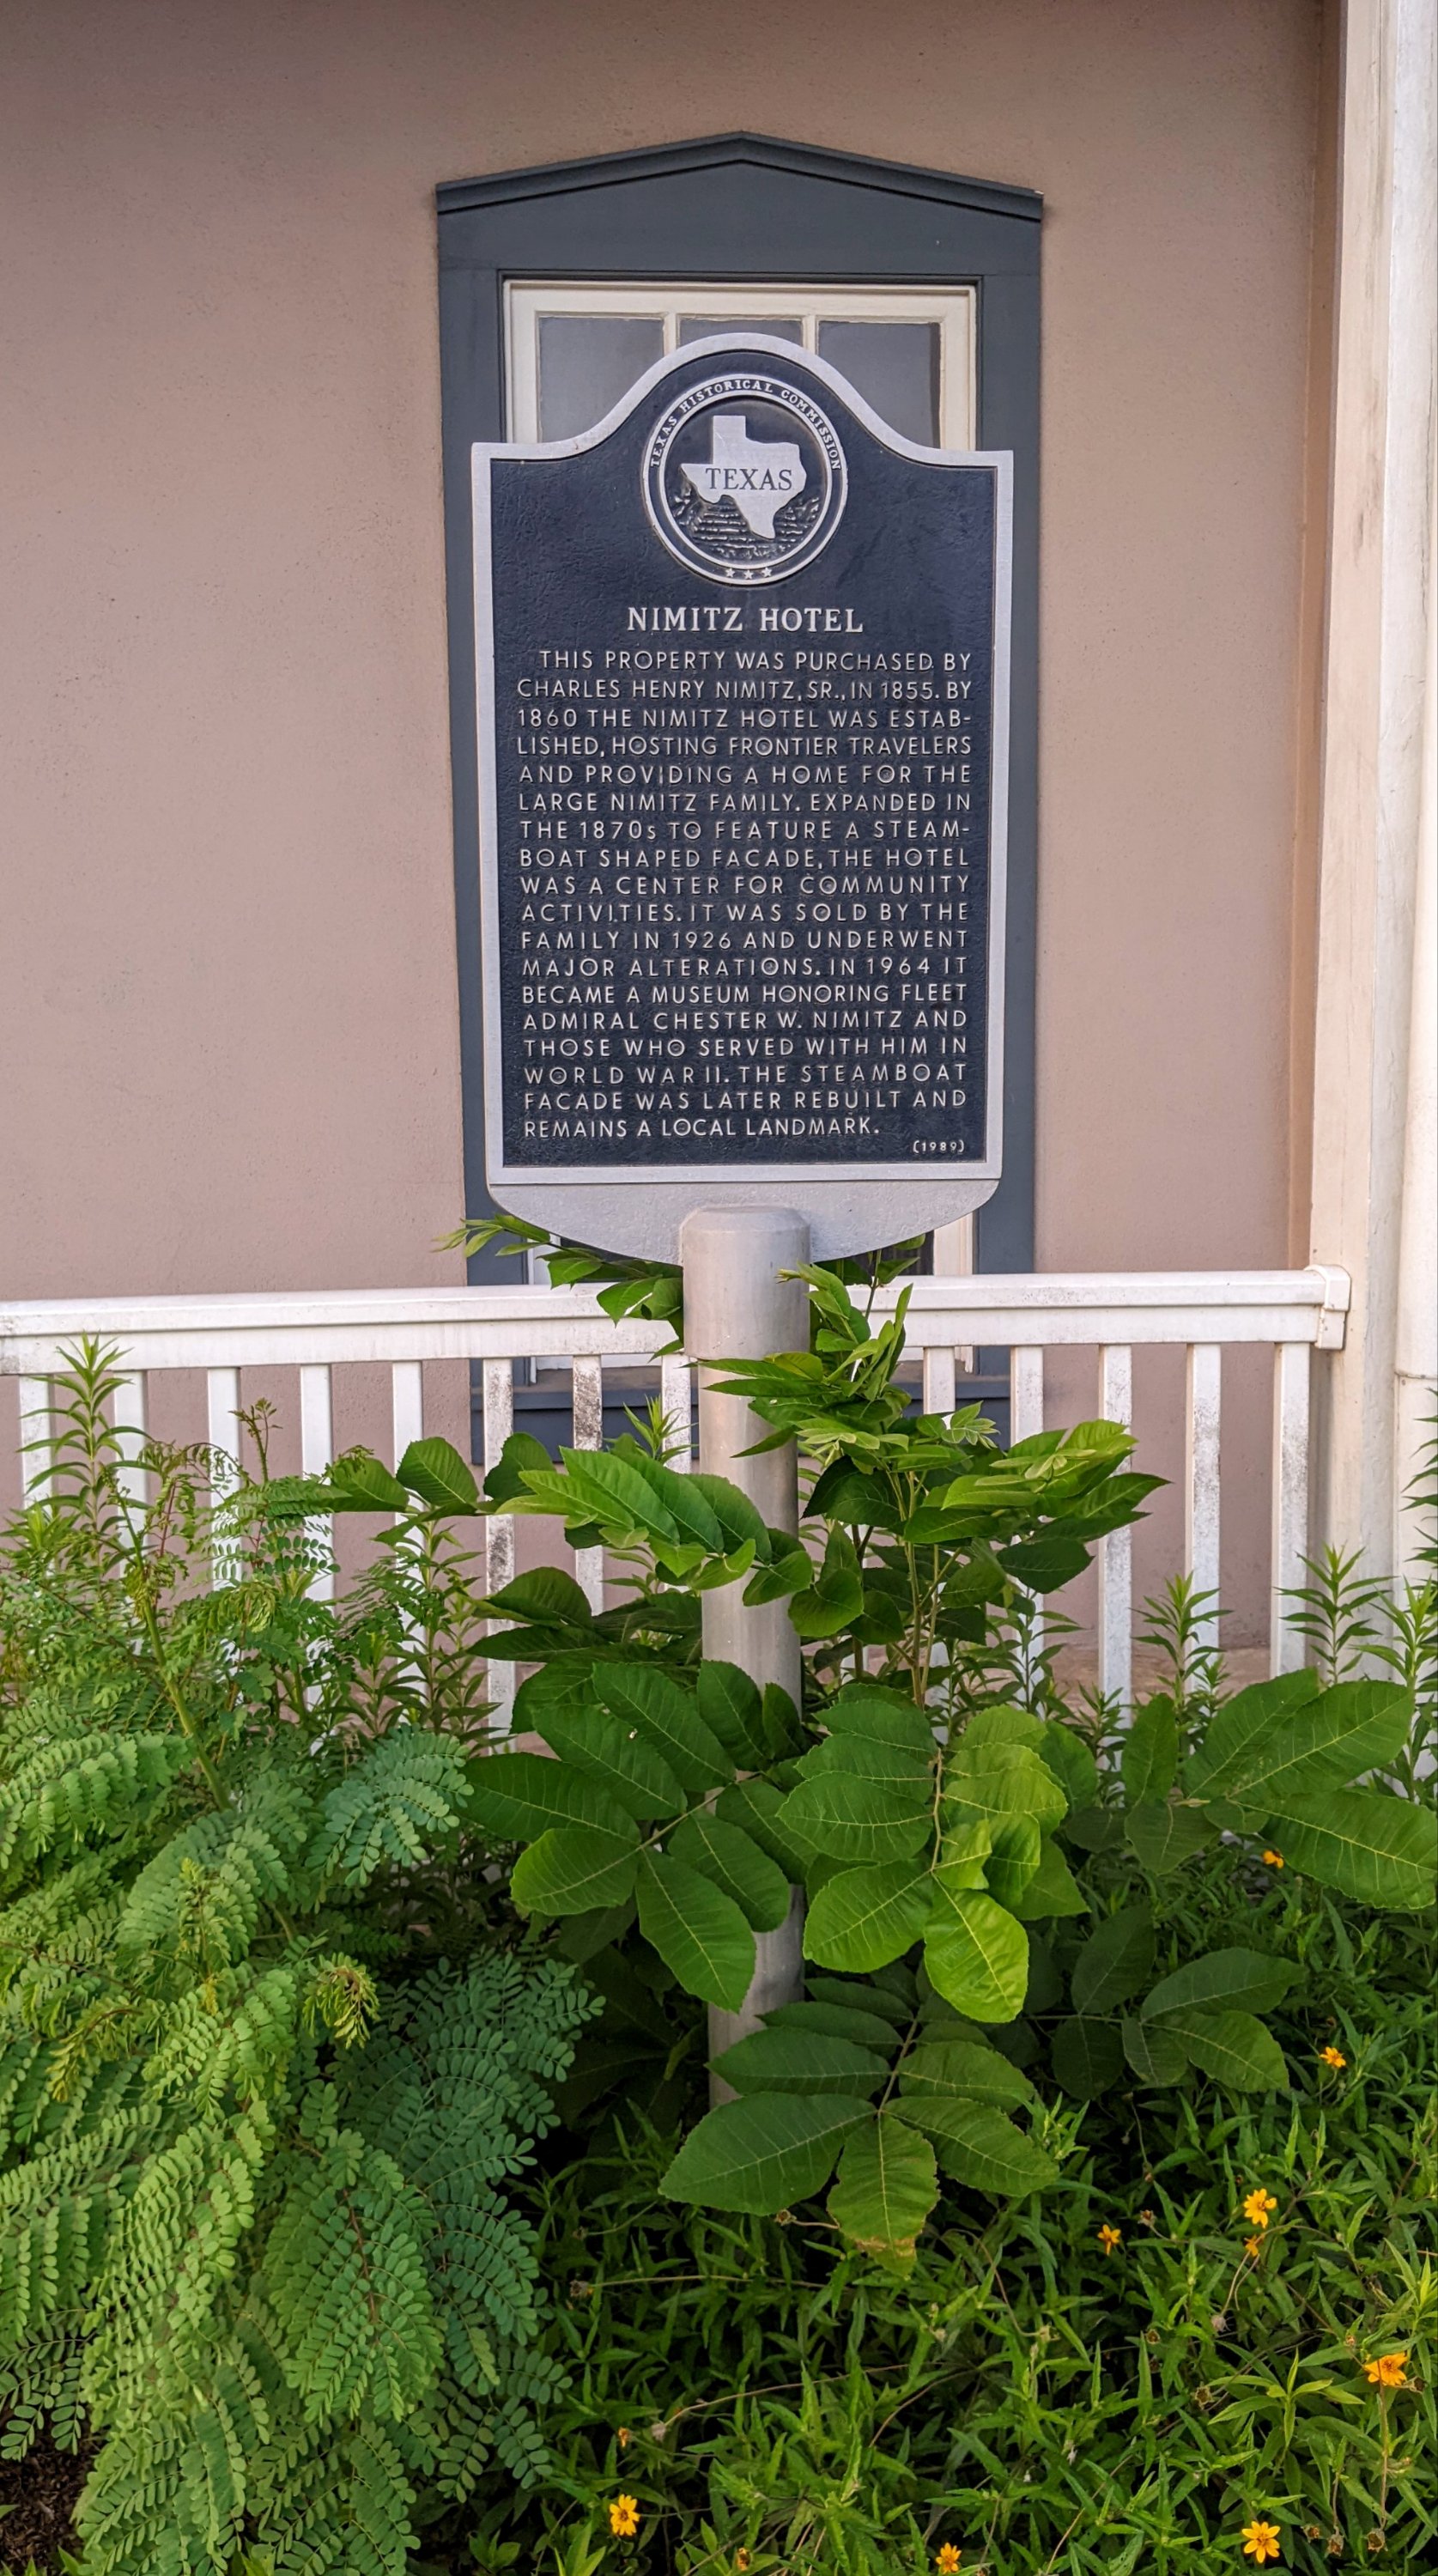 TEXAS HISTORICAL COMMISSION
TEXAS
NIMITZ HOTEL
THIS PROPERTY WAS PURCHASED BY
CHARLES HENRY NIMITZ, SR., IN 1855. BY
1860 THE NIMITZ HOTEL WAS ESTAB-
LISHED, HOSTING FRONTIER TRAVELERS
AND PROVIDING A HOME FOR THE
LARGE NIMITZ FAMILY. EXPANDED IN
THE 1870s TO FEATURE A STEAM-
BOAT SHAPED FACADE, THE HOTEL
WAS A CENTER FOR COMMUNITY
ACTIVITIES. IT WAS SOLD BY THE
FAMILY IN 1926 AND UNDERWENT
MAJOR ALTERATIONS. IN 1964 IT
BECAME A MUSEUM HONORING FLEET
ADMIRAL CHESTER W. NIMITZ AND
THOSE WHO SERVED WITH HIM IN
WORLD WAR II. THE STEAMBOAT
FACADE WAS LATER REBUILT AND
REMAINS A LOCAL LANDMARK.
(1989)